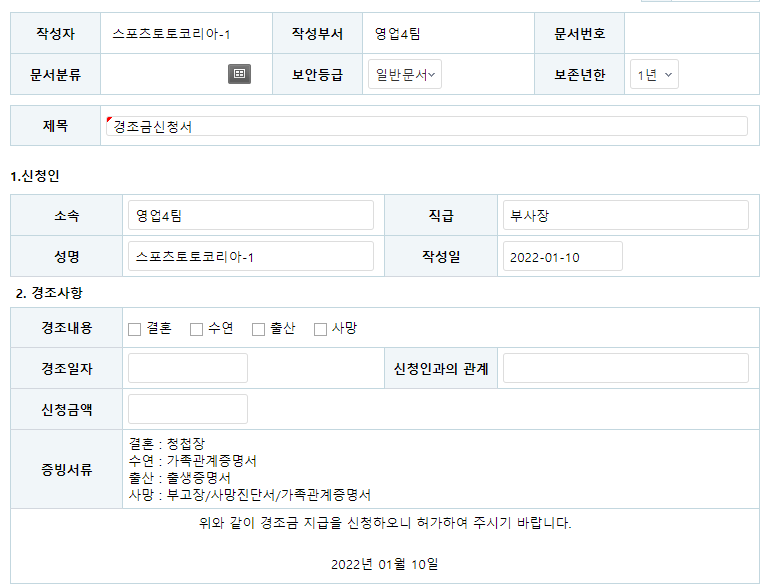 작성자 스포츠토토코리아-1 작성부서 영업4팀 문서번호
문서분류 보안등급 일반문서 보존년한 1년
제목 경조금신청서
1.신청인
소속 영업4팀 직급 부사장
성명 스포츠토토코리아-1 작성일 2022-01-10
2. 경조사항
경조내용 결혼 수연 출산 사망
경조일자 신청인과의 관계
신청금액
증빙서류
결혼 : 청첩장
수연 : 가족관계증명서
출산 : 출생증명서
사망 : 부고장/사망진단서/가족관계증명서
위와 같이 경조금 지급을 신청하오니 허가하여 주시기 바랍니다.
2022년 01월 10일